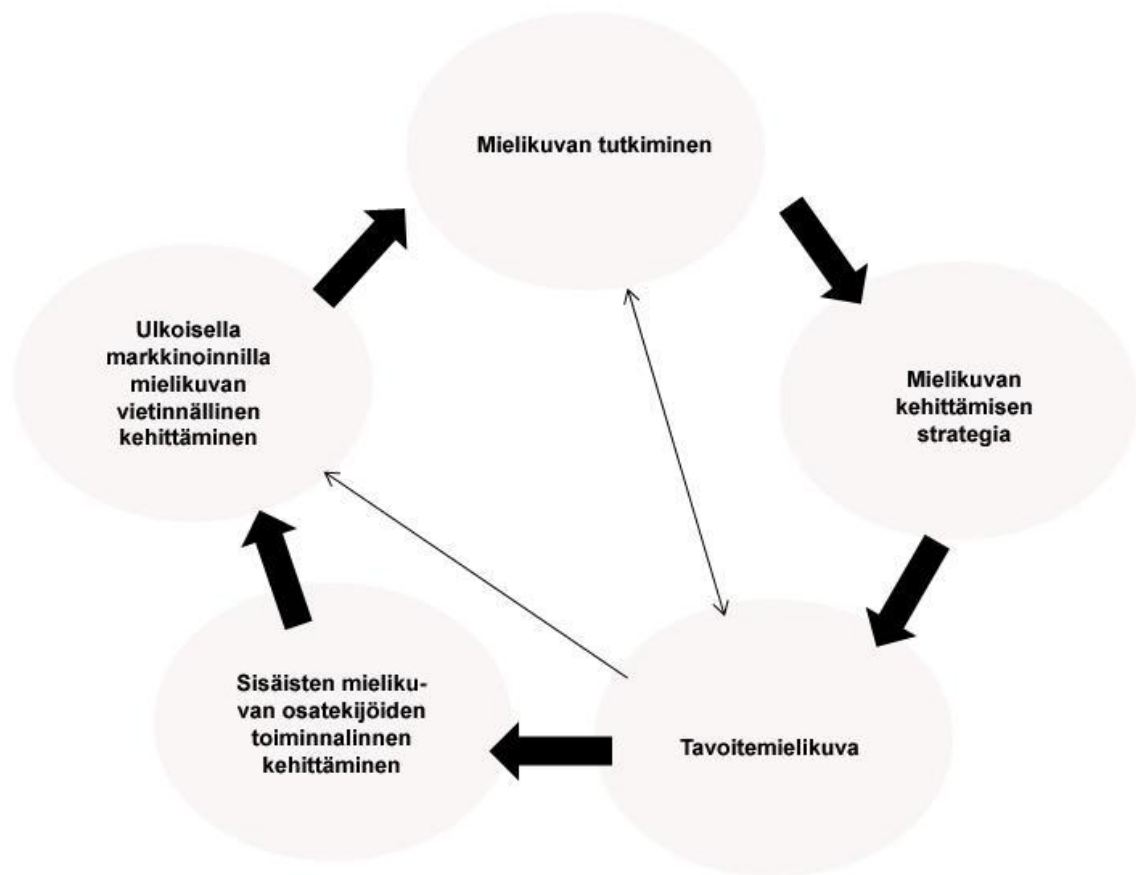 Mielikuvan tutkiminen
Mielikuvan
kehittämisen
strategia
Tavoitemielikuva
Sisäisten mieliku-
van osatekijöiden
toiminnalinnen
kehittäminen
Ulkoisella
markkinoinnilla
mielikuvan
vietinnällinen
kehittäminen